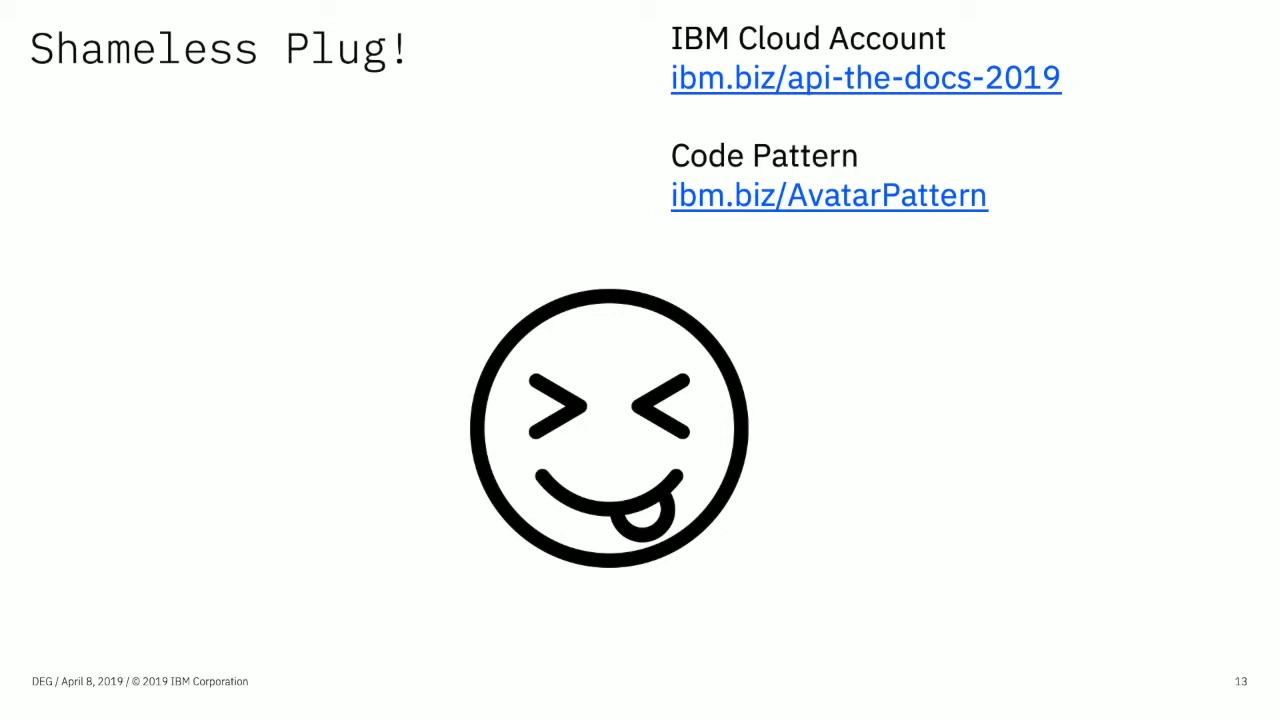 Shameless Plug!
IBM Cloud Account
ibm.biz/api-the-docs-2019
Code Pattern
ibm.biz/AvatarPattern
DEG / April 8, 2019 / © 2019 IBM Corporation
13